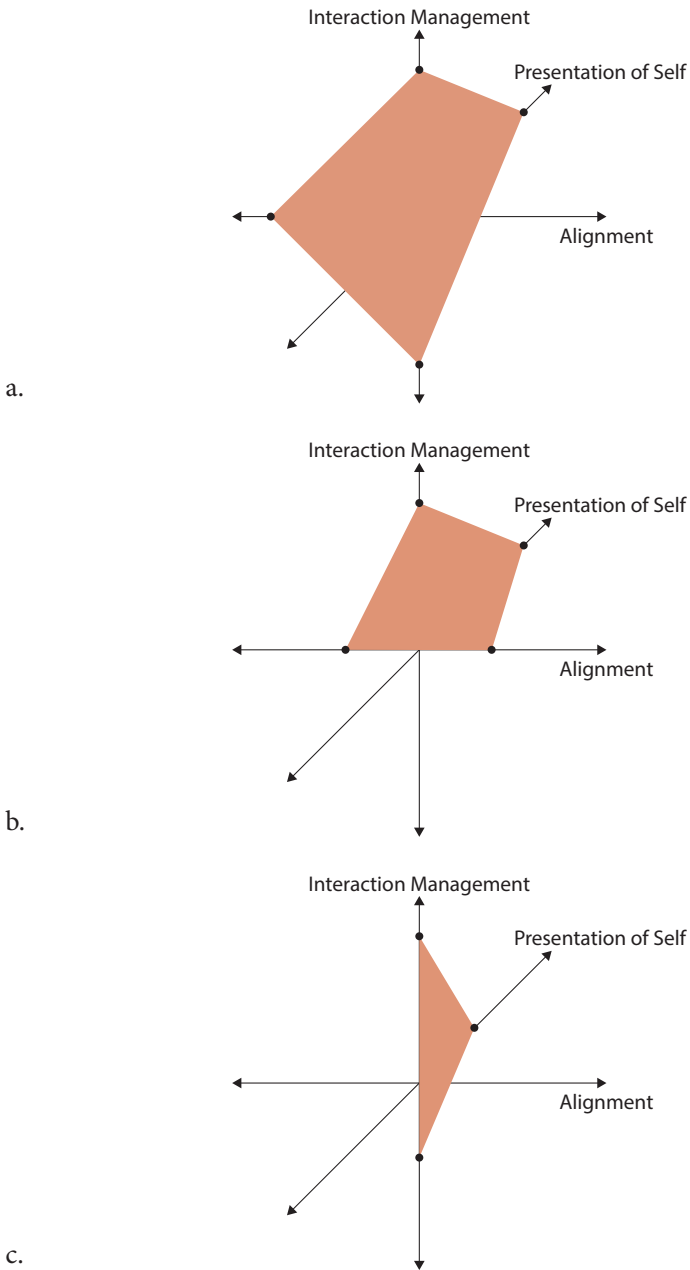 Interaction Management
Presentation of Self
Alignment
a.
Interaction Management
Presentation of Self
Alignment
b.
Interaction Management
Presentation of Self
Alignment
c.